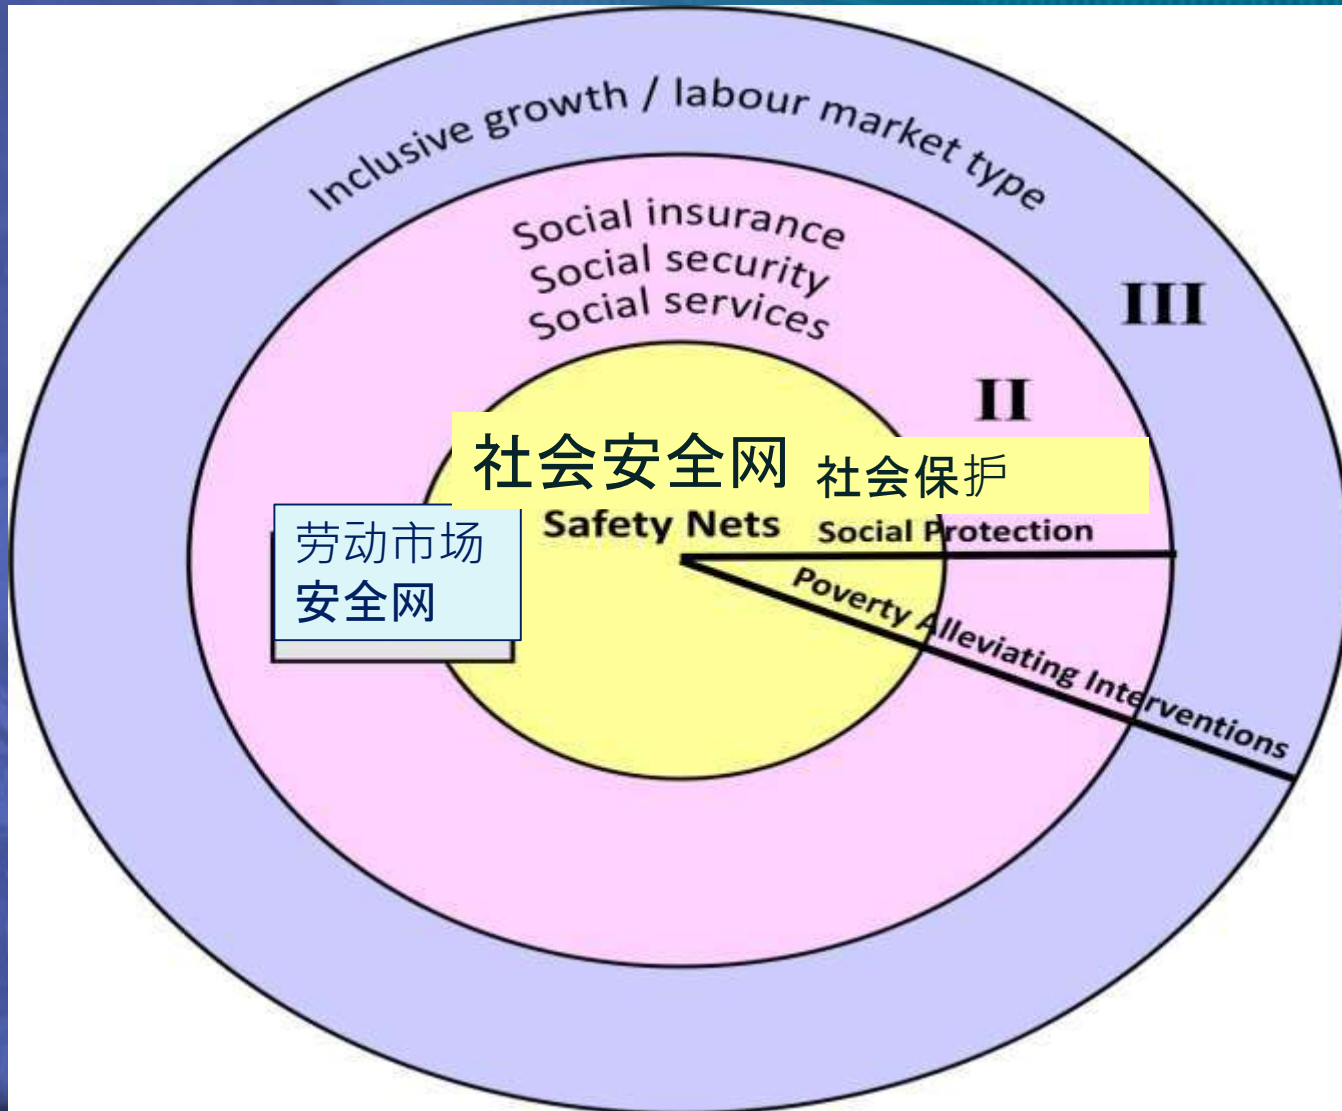 Inclusive growth / labour market type
Social insurance
Social security
Social services
III
II
社会安全网
社会保护
劳动市场
安全网
Safety Nets
Social Protection
Poverty Alleviating Interventions